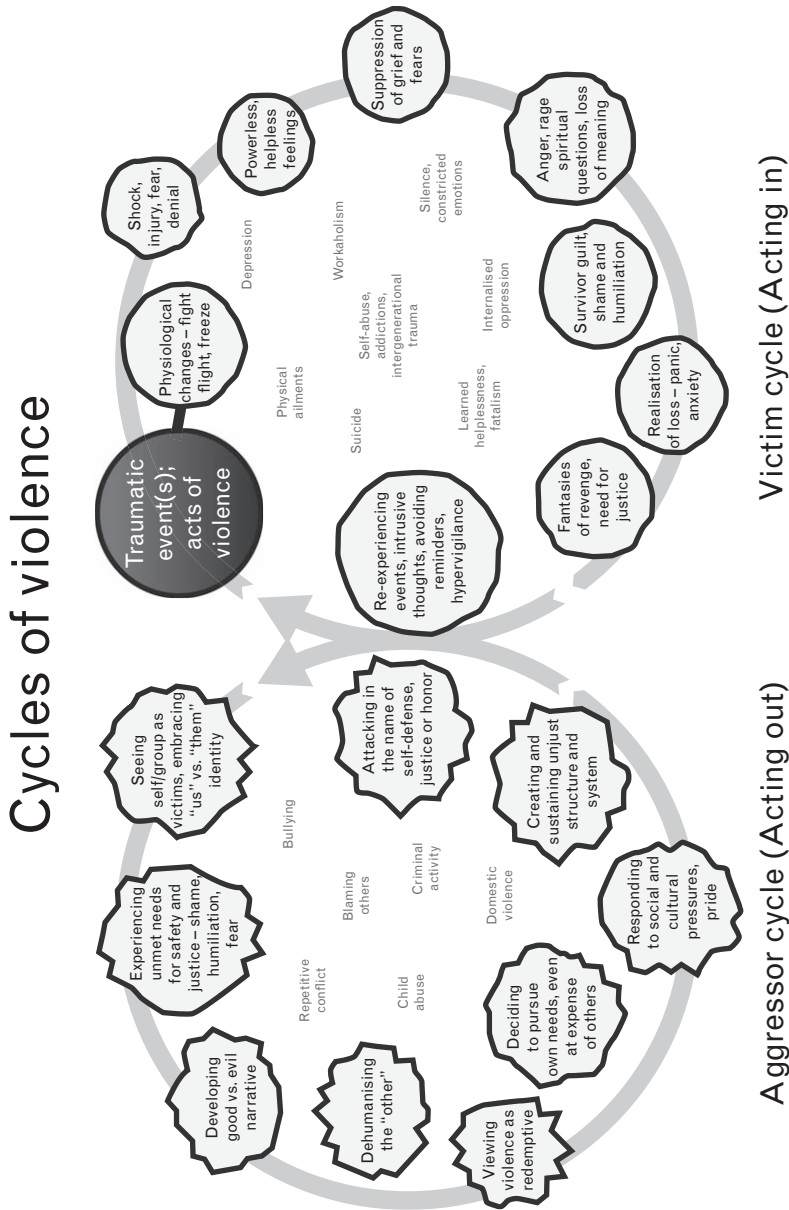 Cycles of violence
Traumatic
event(s);
acts of
violence
Physiological
changes – fight
flight, freeze
Shock,
injury, fear,
denial
Powerless,
helpless
feelings
Suppression
of grief and
fears
Anger, rage
spiritual
questions, loss
of meaning
Survivor guilt,
shame and
humiliation
Realisation
of loss – panic,
anxiety
Fantasies
of revenge,
need for
justice
Re-experiencing
events, intrusive
thoughts, avoiding
reminders,
hypervigilance
Depression
Physical
ailments
Workaholism
Suicide
Self-abuse,
addictions,
intergenerational
trauma
Silence,
constricted
emotions
Internalised
oppression
Learned
helplessness,
fatalism
Victim cycle (Acting in)
Seeing
self/group as
victims, embracing
“us” vs. “them”
identity
Experiencing
unmet needs
for safety and
justice – shame,
humiliation,
fear
Developing
good vs. evil
narrative
Dehumanising
the “other”
Viewing
violence as
redemptive
Deciding
to pursue
own needs, even
at expense
of others
Responding
to social and
cultural
pressures,
pride
Creating and
sustaining unjust
structure and
system
Attacking in
the name of
self-defense,
justice or honor
Bullying
Repetitive
conflict
Blaming
others
Child
abuse
Criminal
activity
Domestic
violence
Aggressor cycle (Acting out)